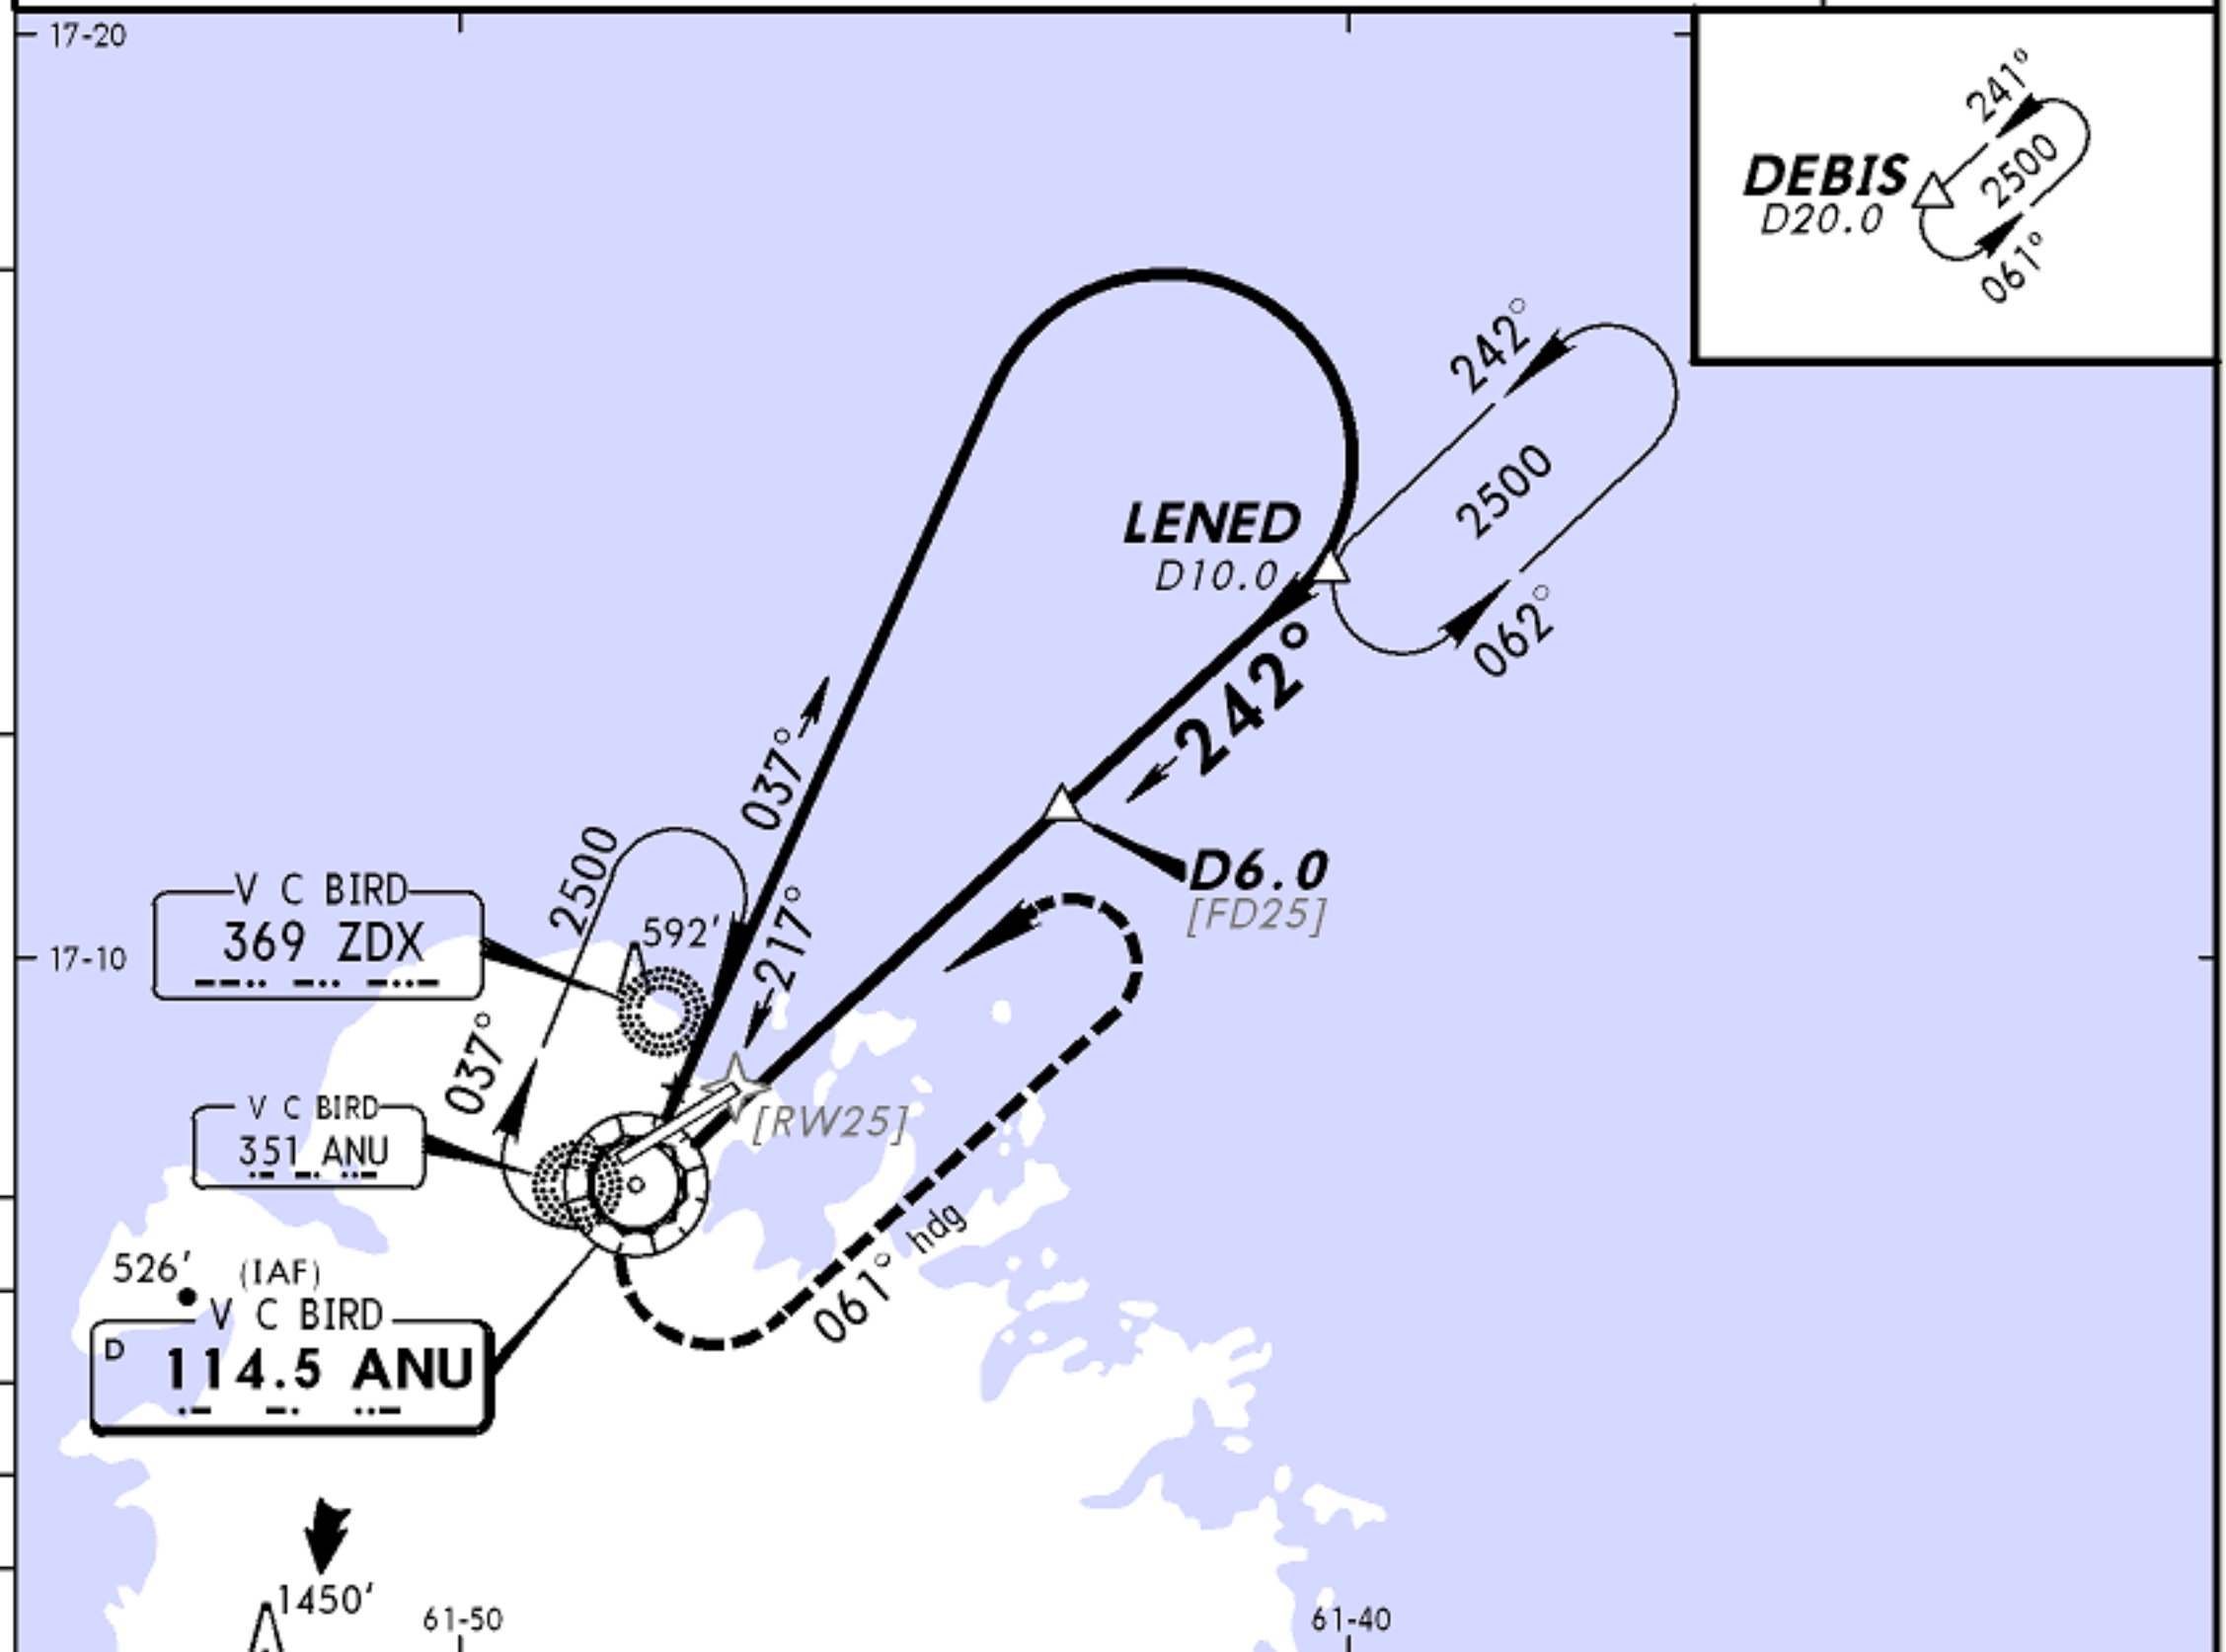 17-20
241°
2500
DEBIS
D20.0
061°
242°
2500
LENED
D10.0
062°
242°
037°
D6.0
[FD25]
2500
V C BIRD
369 ZDX
592'
217°
17-10
037°
V C BIRD
351 ANU
[RW25]
061° hdg
526'
(IAF)
V C BIRD
D 114.5 ANU
1450'
61-50
61-40